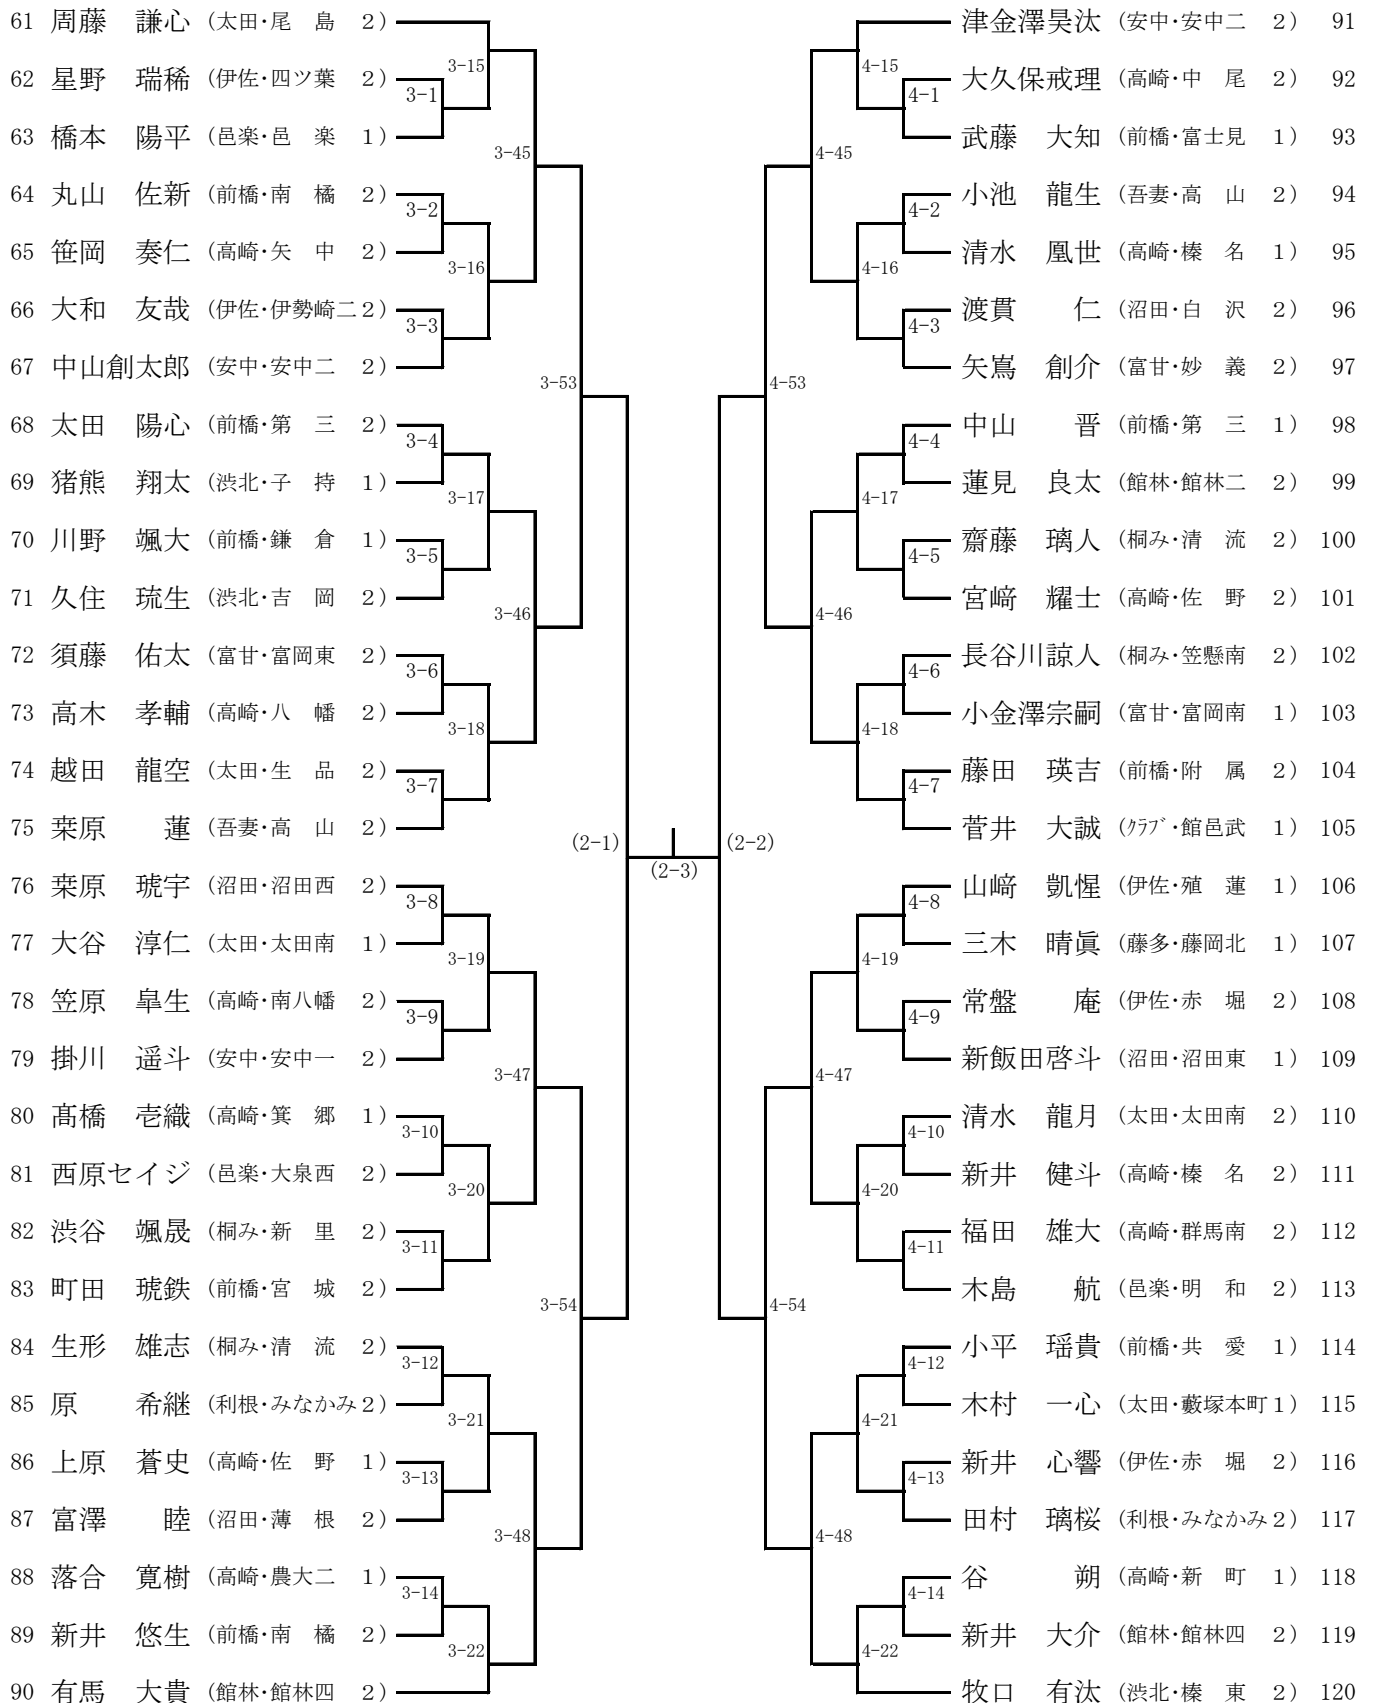 61 周藤　謙心 (太田・尾　島　2)
3-15
62 星野　瑞稀 (伊佐・四ツ葉　2)
3-1
63 橋本　陽平 (邑楽・邑　楽　1)
3-45
64 丸山　佐新 (前橋・南　橘　2)
3-2
65 笹岡　奏仁 (高崎・矢　中　2)
3-16
66 大和　友哉 (伊佐・伊勢崎二2)
3-3
67 中山創太郎 (安中・安中二　2)
3-53
68 太田　陽心 (前橋・第　三　2)
3-4
69 猪熊　翔太 (渋北・子　持　1)
3-17
70 川野　颯大 (前橋・鎌　倉　1)
3-5
71 久住　琉生 (渋北・吉　岡　2)
3-46
72 須藤　佑太 (富甘・富岡東　2)
3-6
73 高木　孝輔 (高崎・八　幡　2)
3-18
74 越田　龍空 (太田・生　品　2)
3-7
75 桒原　　蓮 (吾妻・高　山　2)
(2-1)
76 桒原　琥宇 (沼田・沼田西　2)
3-8
77 大谷　淳仁 (太田・太田南　1)
3-19
78 笠原　皐生 (高崎・南八幡　2)
3-9
79 掛川　遥斗 (安中・安中一　2)
3-47
80 髙橋　壱織 (高崎・箕　郷　1)
3-10
81 西原セイジ (邑楽・大泉西　2)
3-20
82 渋谷　颯晟 (桐み・新　里　2)
3-11
83 町田　琥鉄 (前橋・宮　城　2)
3-54
84 生形　雄志 (桐み・清　流　2)
3-12
85 原　　希継 (利根・みなかみ2)
3-21
86 上原　蒼史 (高崎・佐　野　1)
3-13
87 富澤　　睦 (沼田・薄　根　2)
3-48
88 落合　寛樹 (高崎・農大二　1)
3-14
89 新井　悠生 (前橋・南　橘　2)
3-22
90 有馬　大貴 (館林・館林四　2)
(2-3)
津金澤昊汰 (安中・安中二　2) 91
4-15
大久保戒理 (高崎・中　尾　2) 92
4-1
武藤　大知 (前橋・富士見　1) 93
4-45
小池　龍生 (吾妻・高　山　2) 94
4-2
清水　凰世 (高崎・榛　名　1) 95
4-16
渡貫　　仁 (沼田・白　沢　2) 96
4-3
矢嶌　創介 (富甘・妙　義　2) 97
4-53
中山　　晋 (前橋・第　三　1) 98
4-4
蓮見　良太 (館林・館林二　2) 99
4-17
齋藤　璃人 (桐み・清　流　2) 100
4-5
宮﨑　耀士 (高崎・佐　野　2) 101
4-46
長谷川諒人 (桐み・笠懸南　2) 102
4-6
小金澤宗嗣 (富甘・富岡南　1) 103
4-18
藤田　瑛吉 (前橋・附　属　2) 104
4-7
菅井　大誠 (ｸﾗﾌﾞ・館邑武　1) 105
(2-2)
山﨑　凱惺 (伊佐・殖　蓮　1) 106
4-8
三木　晴眞 (藤多・藤岡北　1) 107
4-19
常盤　　庵 (伊佐・赤　堀　2) 108
4-9
新飯田啓斗 (沼田・沼田東　1) 109
4-47
清水　龍月 (太田・太田南　2) 110
4-10
新井　健斗 (高崎・榛　名　2) 111
4-20
福田　雄大 (高崎・群馬南　2) 112
4-11
木島　　航 (邑楽・明　和　2) 113
4-54
小平　瑶貴 (前橋・共　愛　1) 114
4-12
木村　一心 (太田・藪塚本町1) 115
4-21
新井　心響 (伊佐・赤　堀　2) 116
4-13
田村　璃桜 (利根・みなかみ2) 117
4-48
谷　　　朔 (高崎・新　町　1) 118
4-14
新井　大介 (館林・館林四　2) 119
4-22
牧口　有汰 (渋北・榛　東　2) 120